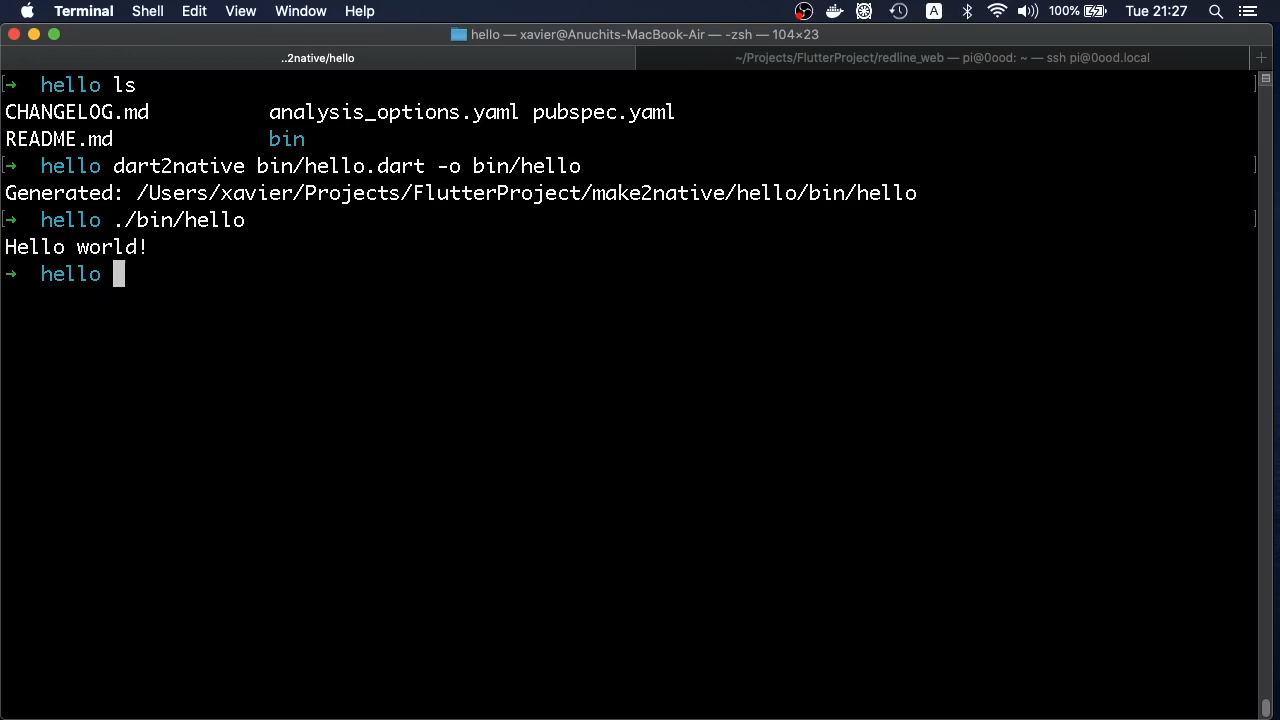 Terminal Shell Edit View Window Help A 100% Tue 21:27
hello — xavier@Anuchits-MacBook-Air — -zsh — 104×23
..2native/hello ~/Projects/FlutterProject/redline_web — pi@0ood: ~ — ssh pi@0ood.local +
[→ hello ls ]
CHANGELOG.md analysis_options.yaml pubspec.yaml
README.md bin
[→ hello dart2native bin/hello.dart -o bin/hello ]
Generated: /Users/xavier/Projects/FlutterProject/make2native/hello/bin/hello
[→ hello ./bin/hello ]
Hello world!
→ hello